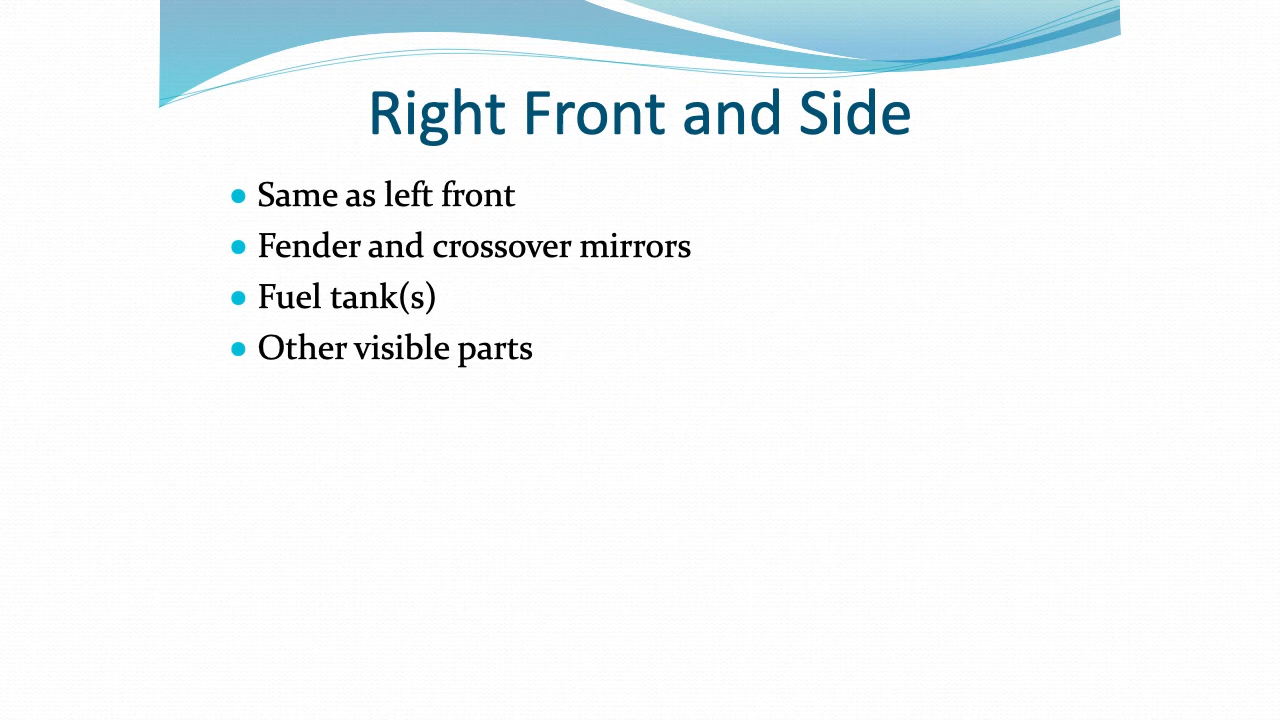 Right Front and Side
• Same as left front
• Fender and crossover mirrors
• Fuel tank(s)
• Other visible parts